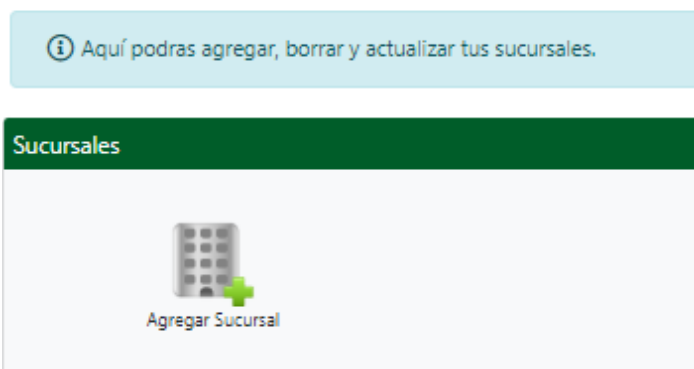 Aquí podras agregar, borrar y actualizar tus sucursales.
Sucursales
Agregar Sucursal